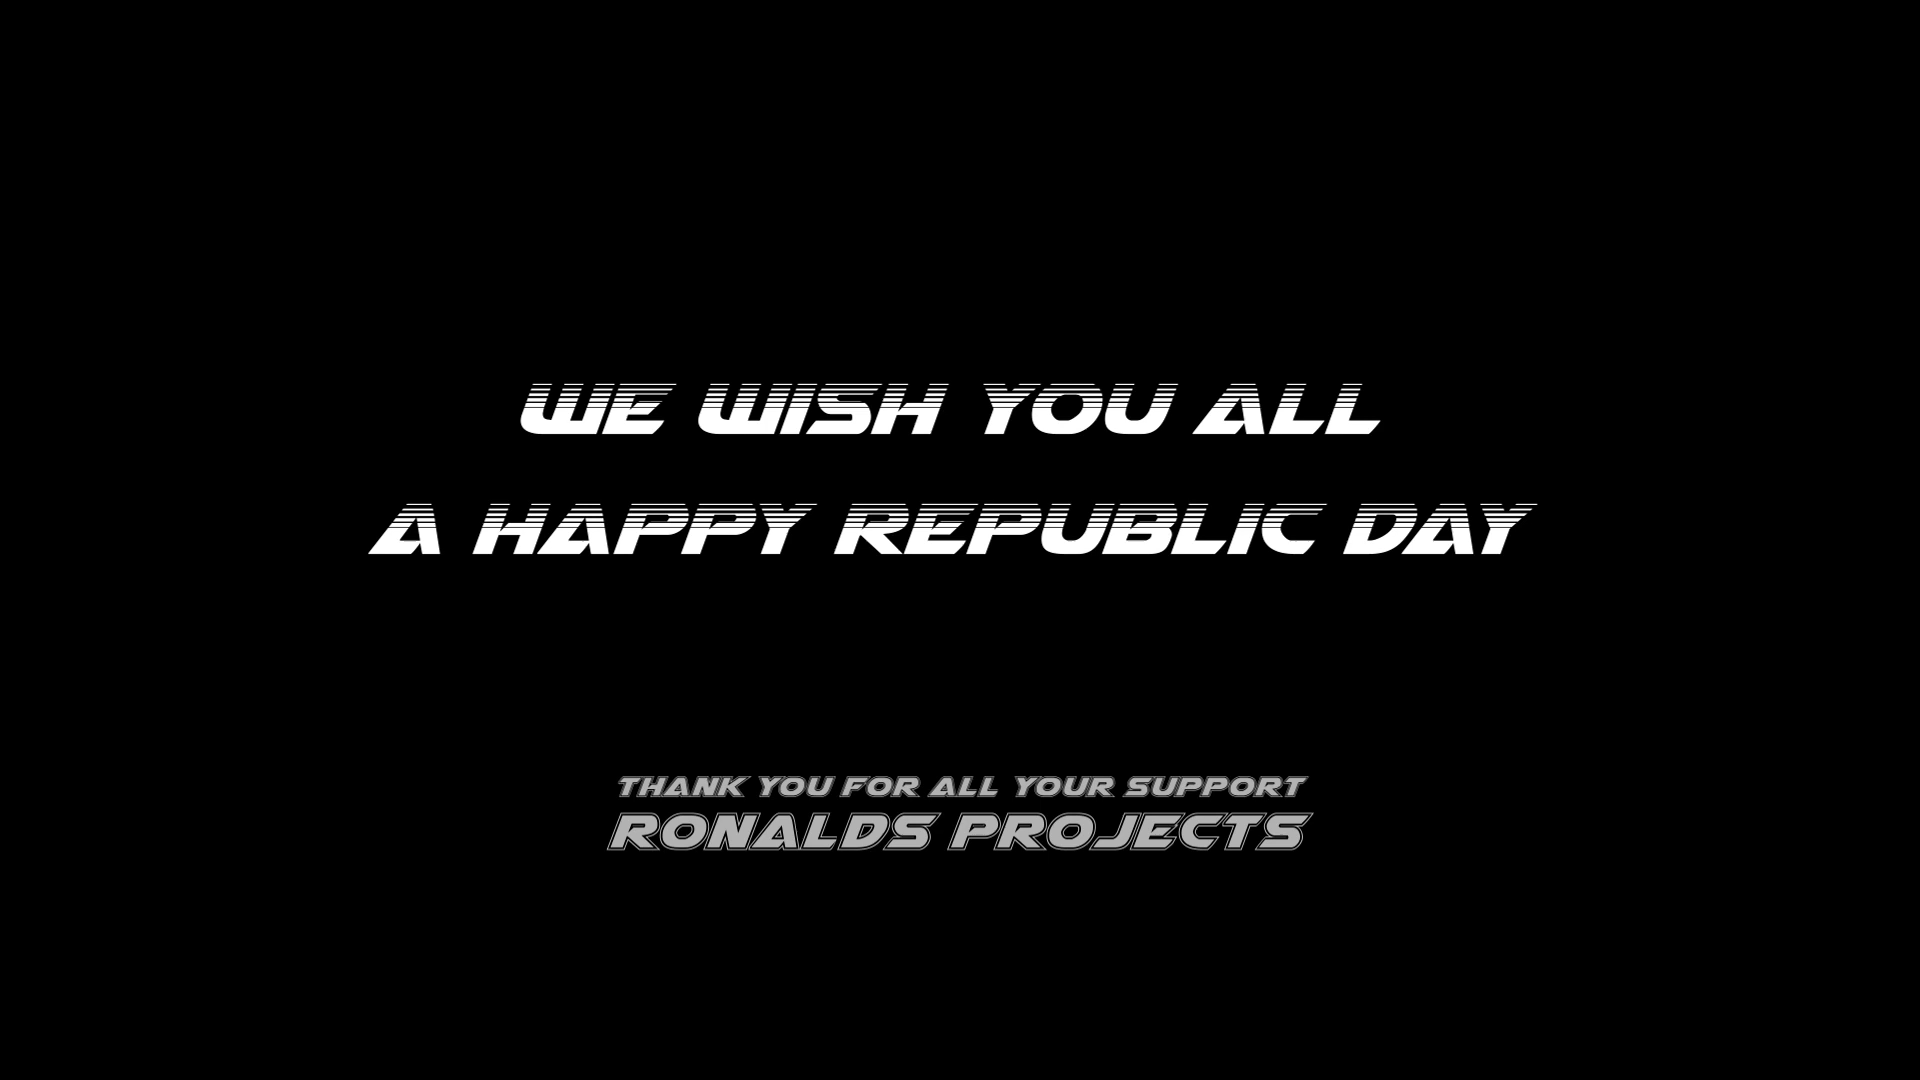 WE WISH YOU ALL
A HAPPY REPUBLIC DAY
THANK YOU FOR ALL YOUR SUPPORT
RONALDS PROJECTS